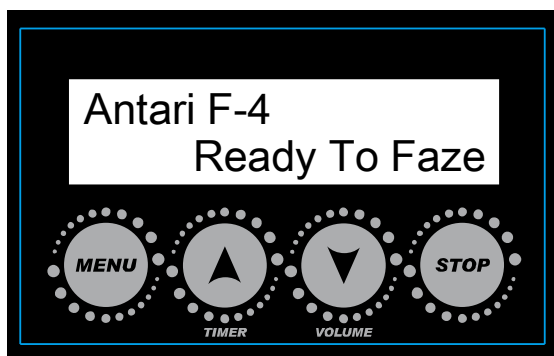 Antari F-4
Ready To Faze
MENU
STOP
TIMER
VOLUME